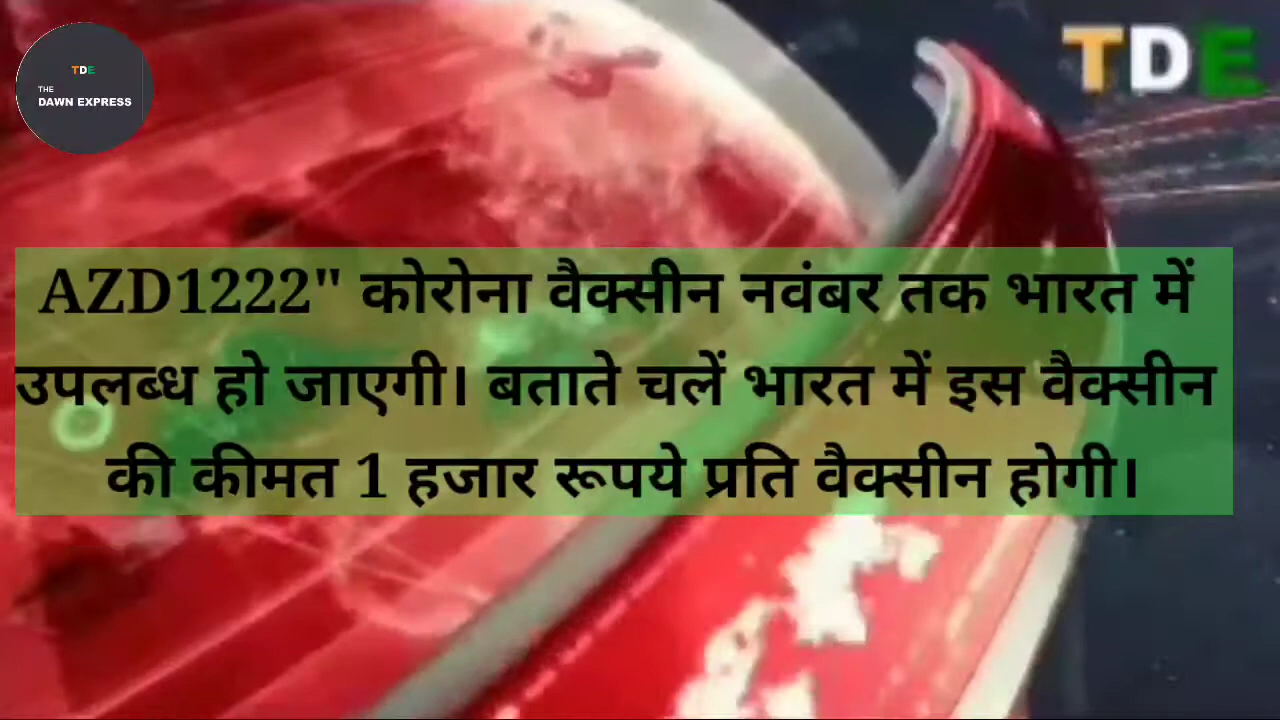 TDE
THE
DAWN EXPRESS
TDE
AZD1222" कोरोना वैक्सीन नवंबर तक भारत में
उपलब्ध हो जाएगी। बताते चलें भारत में इस वैक्सीन
की कीमत 1 हजार रूपये प्रति वैक्सीन होगी।